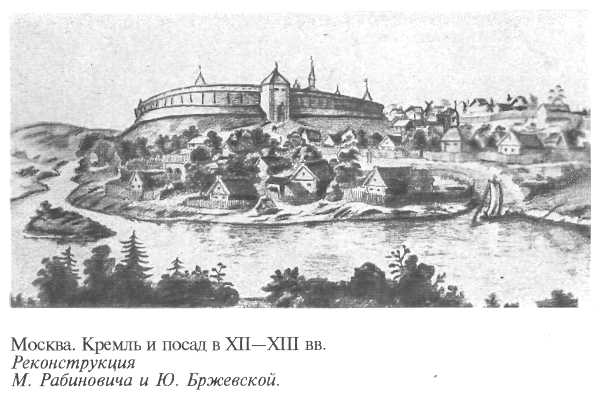 Москва. Кремль и посад в XII—XIII вв.
Реконструкция
М. Рабиновича и Ю. Бржевской.